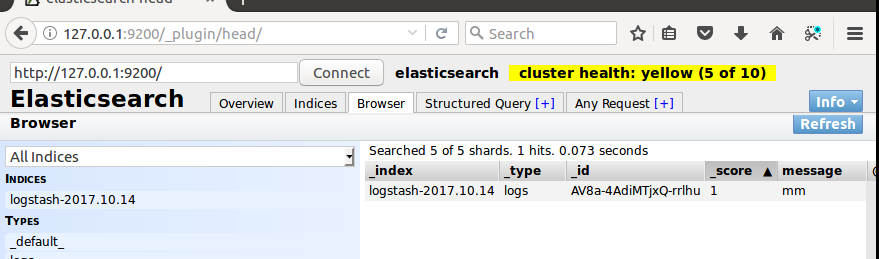 elasticsearch-head
127.0.0.1:9200/_plugin/head/
Search
http://127.0.0.1:9200/ Connect elasticsearch cluster health: yellow (5 of 10)
Elasticsearch Overview Indices Browser Structured Query [+] Any Request [+] Info
Browser Refresh
All Indices
Searched 5 of 5 shards. 1 hits. 0.073 seconds
_index _type _id _score ▲ message
INDICES
logstash-2017.10.14 logs AV8a-4AdiMTjxQ-rrlhu 1 mm
logstash-2017.10.14
TYPES
_default_
logs